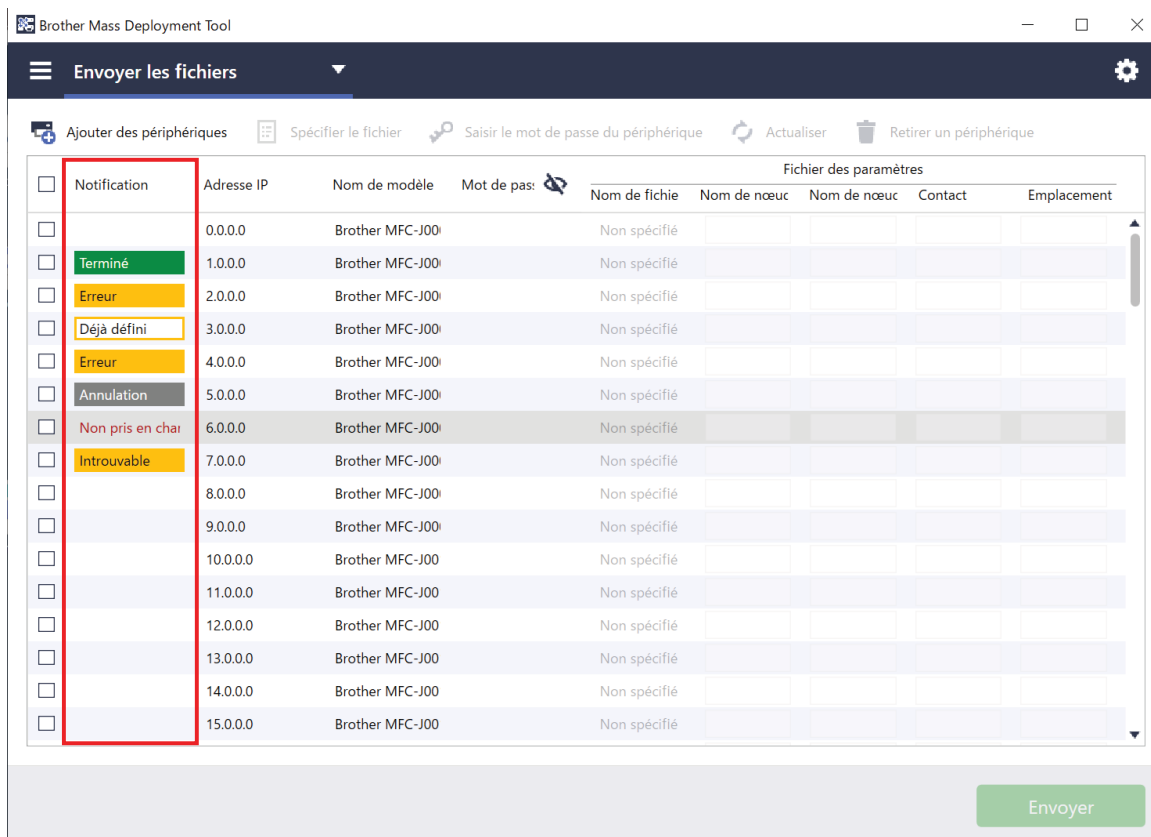 Brother Mass Deployment Tool
Envoyer les fichiers
Ajouter des périphériques Spécifier le fichier Saisir le mot de passe du périphérique Actualiser Retirer un périphérique
Fichier des paramètres
Notification Adresse IP Nom de modèle Mot de pas Nom de fichie Nom de nœuc Nom de nœuc Contact Emplacement
0.0.0.0 Brother MFC-J00 Non spécifié
Terminé 1.0.0.0 Brother MFC-J00 Non spécifié
Erreur 2.0.0.0 Brother MFC-J00 Non spécifié
Déjà défini 3.0.0.0 Brother MFC-J00 Non spécifié
Erreur 4.0.0.0 Brother MFC-J00 Non spécifié
Annulation 5.0.0.0 Brother MFC-J00 Non spécifié
Non pris en char 6.0.0.0 Brother MFC-J00 Non spécifié
Introuvable 7.0.0.0 Brother MFC-J00 Non spécifié
8.0.0.0 Brother MFC-J00 Non spécifié
9.0.0.0 Brother MFC-J00 Non spécifié
10.0.0.0 Brother MFC-J00 Non spécifié
11.0.0.0 Brother MFC-J00 Non spécifié
12.0.0.0 Brother MFC-J00 Non spécifié
13.0.0.0 Brother MFC-J00 Non spécifié
14.0.0.0 Brother MFC-J00 Non spécifié
15.0.0.0 Brother MFC-J00 Non spécifié
Envoyer